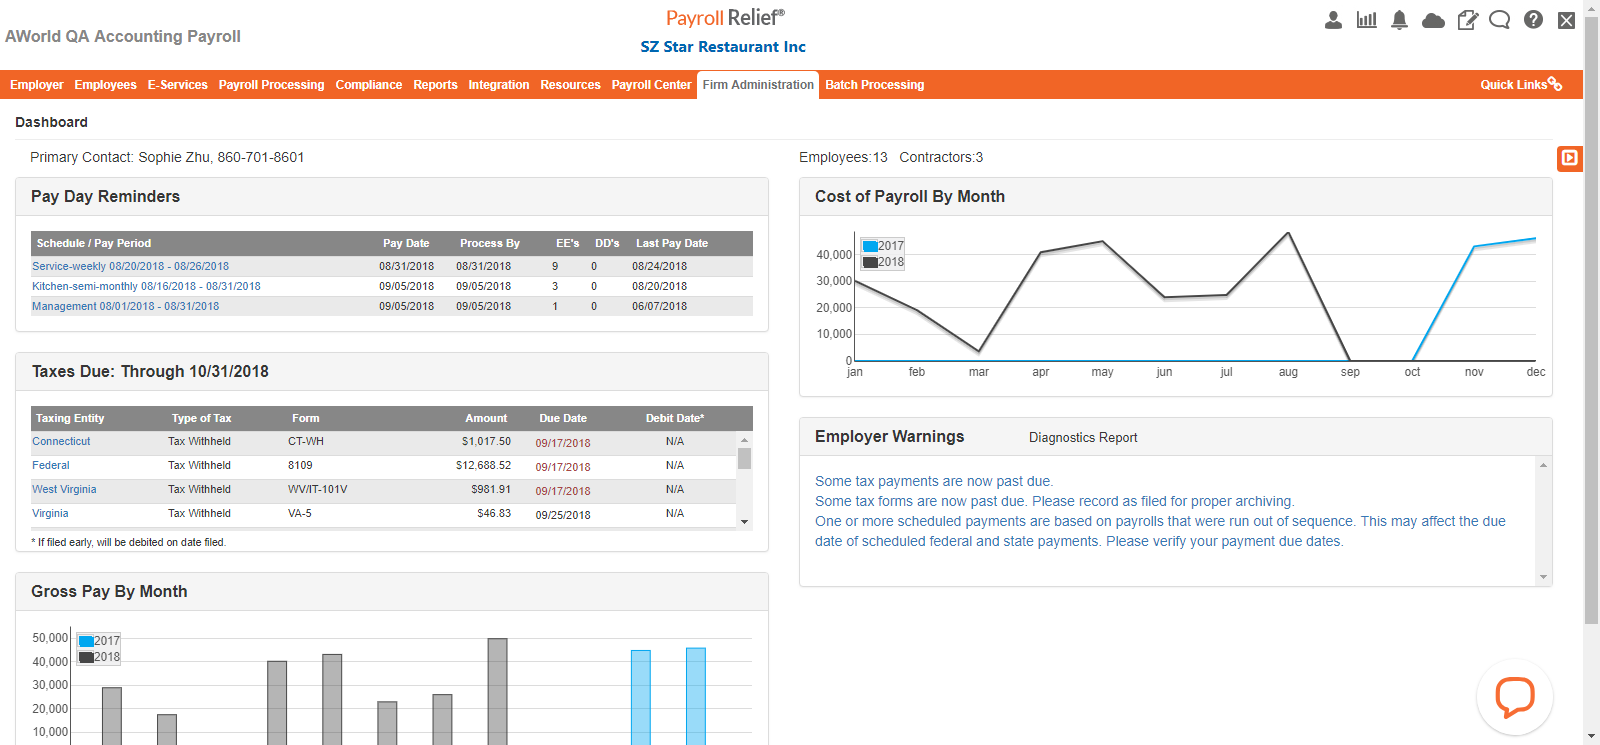 AWorld QA Accounting Payroll
Payroll Relief®
SZ Star Restaurant Inc
Employer Employees E-Services Payroll Processing Compliance Reports Integration Resources Payroll Center Firm Administration Batch Processing Quick Links
Dashboard
Primary Contact: Sophie Zhu, 860-701-8601
Employees:13 Contractors:3
Pay Day Reminders
Schedule / Pay Period Pay Date Process By EE's DD's Last Pay Date
Service-weekly 08/20/2018 - 08/26/2018 08/31/2018 08/31/2018 9 0 08/24/2018
Kitchen-semi-monthly 08/16/2018 - 08/31/2018 09/05/2018 09/05/2018 3 0 08/20/2018
Management 08/01/2018 - 08/31/2018 09/05/2018 09/05/2018 1 0 06/07/2018
Cost of Payroll By Month
2017
2018
40,000
30,000
20,000
10,000
0
jan feb mar apr may jun jul aug sep oct nov dec
Taxes Due: Through 10/31/2018
Taxing Entity Type of Tax Form Amount Due Date Debit Date*
Connecticut Tax Withheld CT-WH $1,017.50 09/17/2018 N/A
Federal Tax Withheld 8109 $12,688.52 09/17/2018 N/A
West Virginia Tax Withheld WV/IT-101V $981.91 09/17/2018 N/A
Virginia Tax Withheld VA-5 $46.83 09/25/2018 N/A
* If filed early, will be debited on date filed.
Employer Warnings Diagnostics Report
Some tax payments are now past due.
Some tax forms are now past due. Please record as filed for proper archiving.
One or more scheduled payments are based on payrolls that were run out of sequence. This may affect the due
date of scheduled federal and state payments. Please verify your payment due dates.
Gross Pay By Month
2017
2018
50,000
40,000
30,000
20,000
10,000